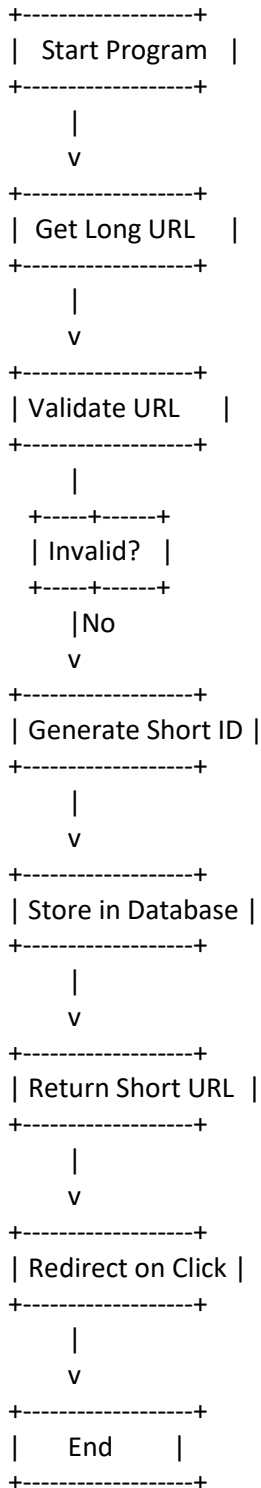 +-------------------+
|   Start Program   |
+-------------------+
|
v
+-------------------+
|  Get Long URL     |
+-------------------+
|
v
+-------------------+
| Validate URL      |
+-------------------+
|
+-----+------+
| Invalid?   |
+-----+------+
|No
v
+-------------------+
| Generate Short ID |
+-------------------+
|
v
+-------------------+
| Store in Database |
+-------------------+
|
v
+-------------------+
| Return Short URL  |
+-------------------+
|
v
+-------------------+
| Redirect on Click |
+-------------------+
|
v
+-------------------+
|      End          |
+-------------------+